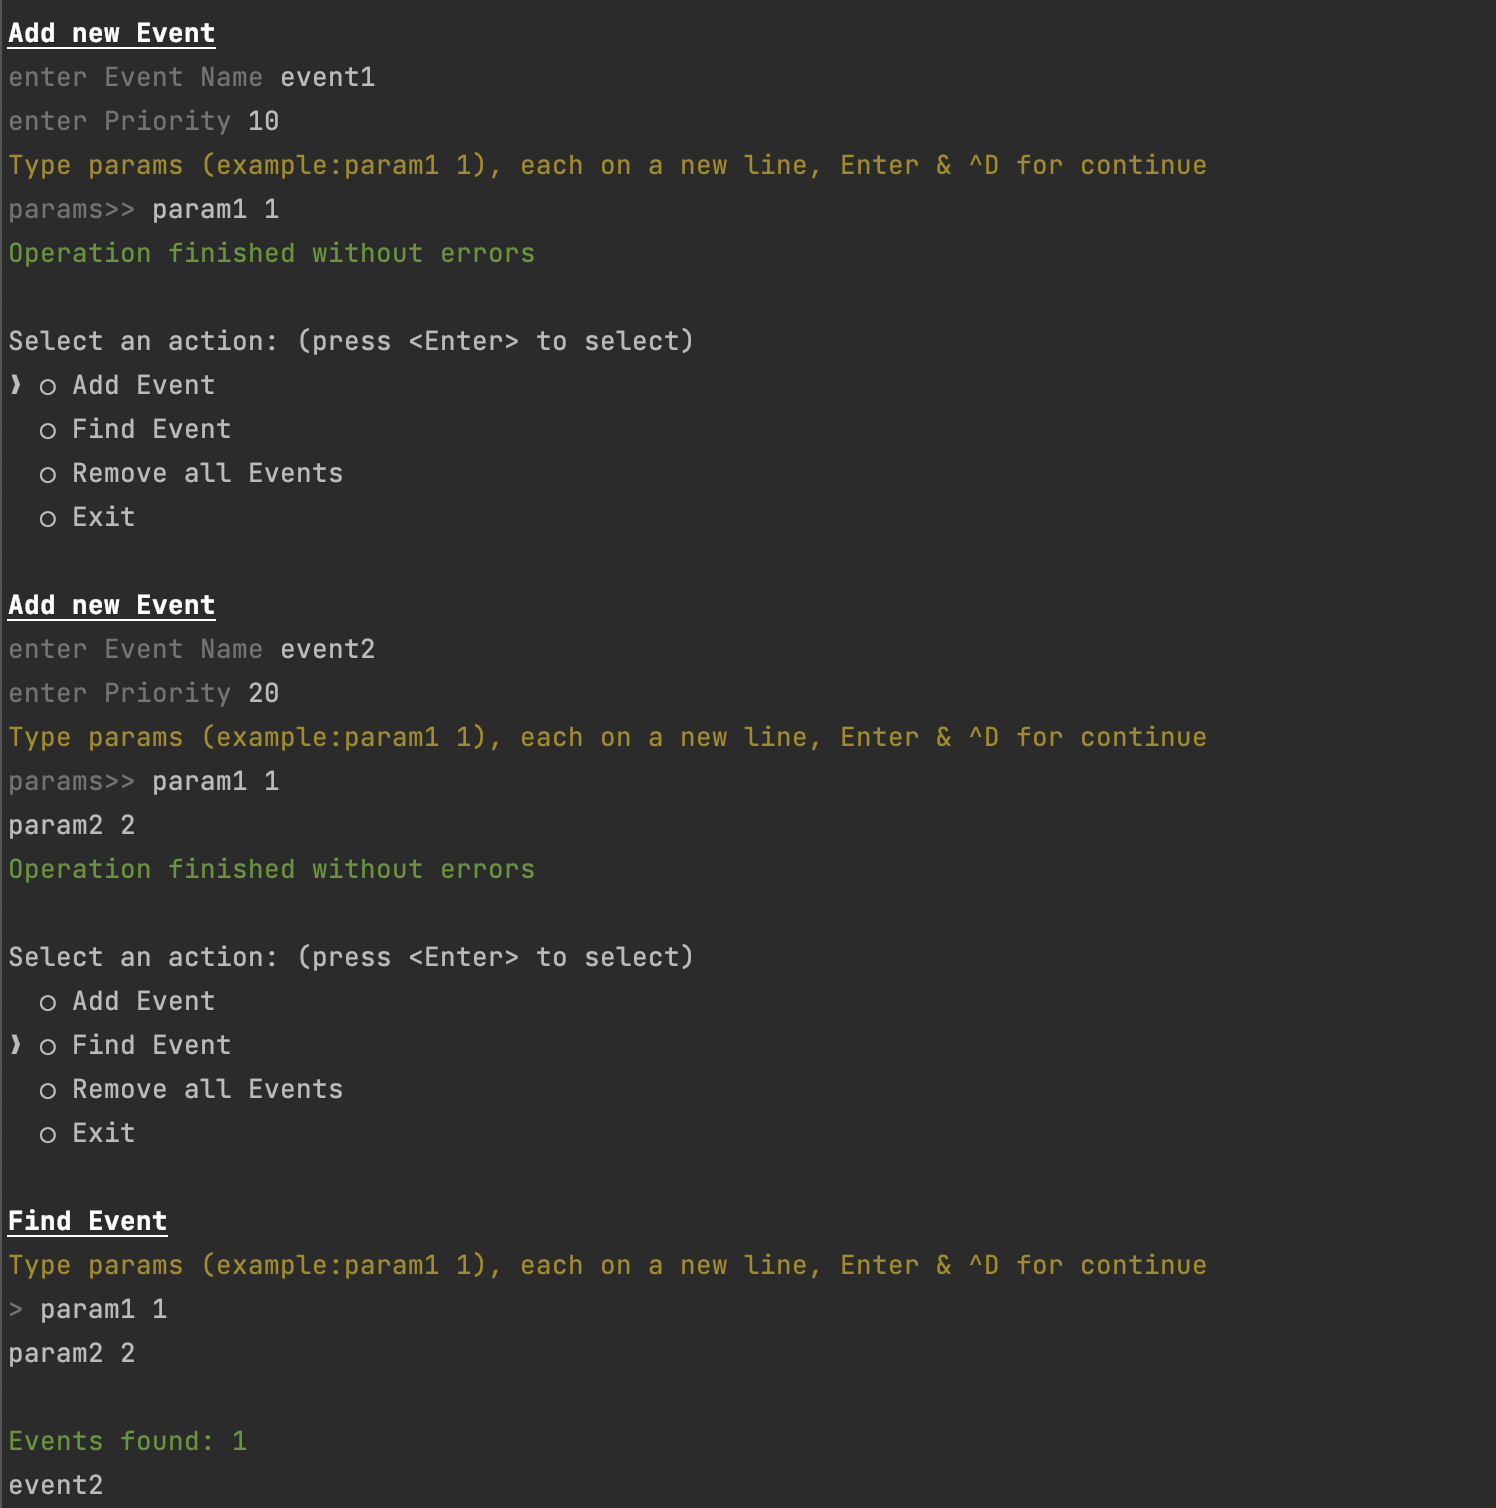 Add new Event
enter Event Name event1
enter Priority 10
Type params (example:param1 1), each on a new line, Enter & ^D for continue
params>> param1 1
Operation finished without errors
Select an action: (press <Enter> to select)
❫ ○ Add Event
○ Find Event
○ Remove all Events
○ Exit
Add new Event
enter Event Name event2
enter Priority 20
Type params (example:param1 1), each on a new line, Enter & ^D for continue
params>> param1 1
param2 2
Operation finished without errors
Select an action: (press <Enter> to select)
○ Add Event
❫ ○ Find Event
○ Remove all Events
○ Exit
Find Event
Type params (example:param1 1), each on a new line, Enter & ^D for continue
> param1 1
param2 2
Events found: 1
event2